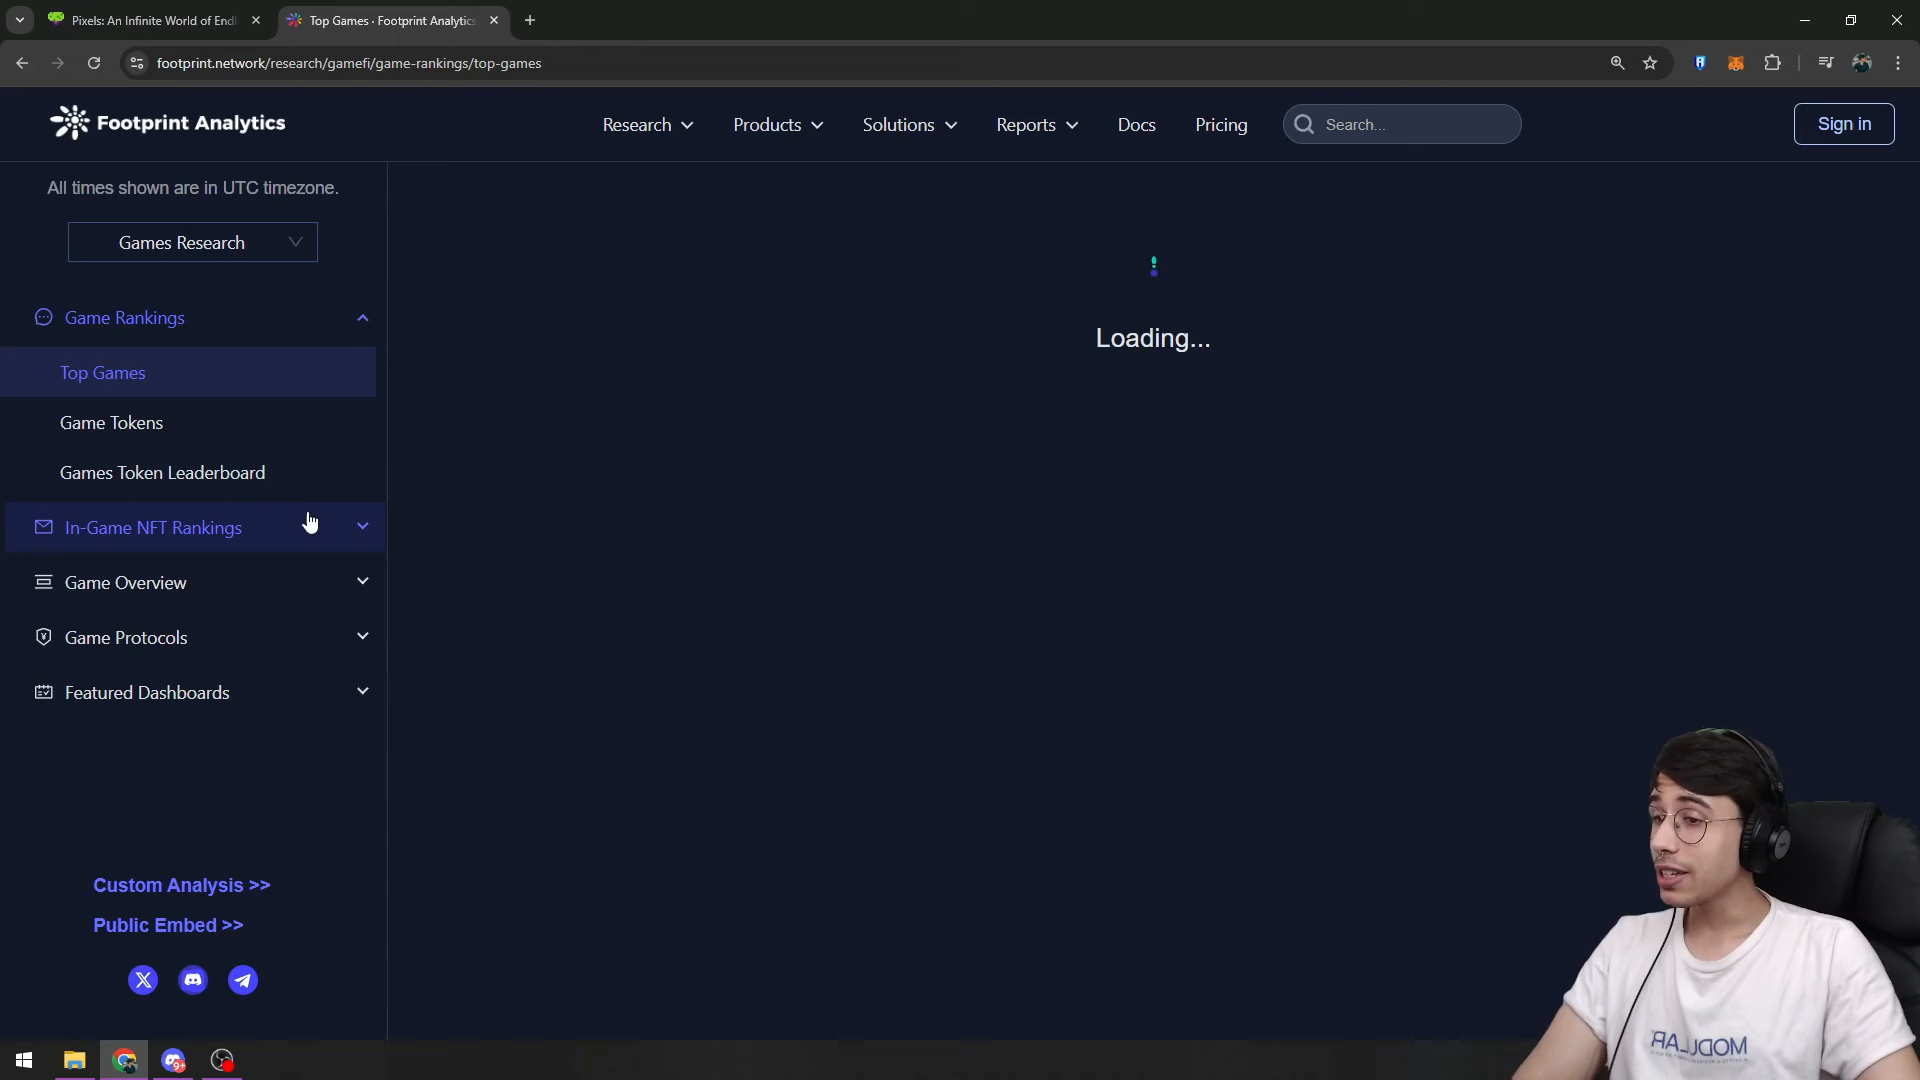 Pixels: An Infinite World of End
Top Games · Footprint Analytics
footprint.network/research/gamefi/game-rankings/top-games
Footprint Analytics
Research
Products
Solutions
Reports
Docs
Pricing
Search...
Sign in
All times shown are in UTC timezone.
Games Research
Game Rankings
Top Games
Game Tokens
Games Token Leaderboard
In-Game NFT Rankings
Game Overview
Game Protocols
Featured Dashboards
Custom Analysis >>
Public Embed >>
Loading...
9+
MODULAR